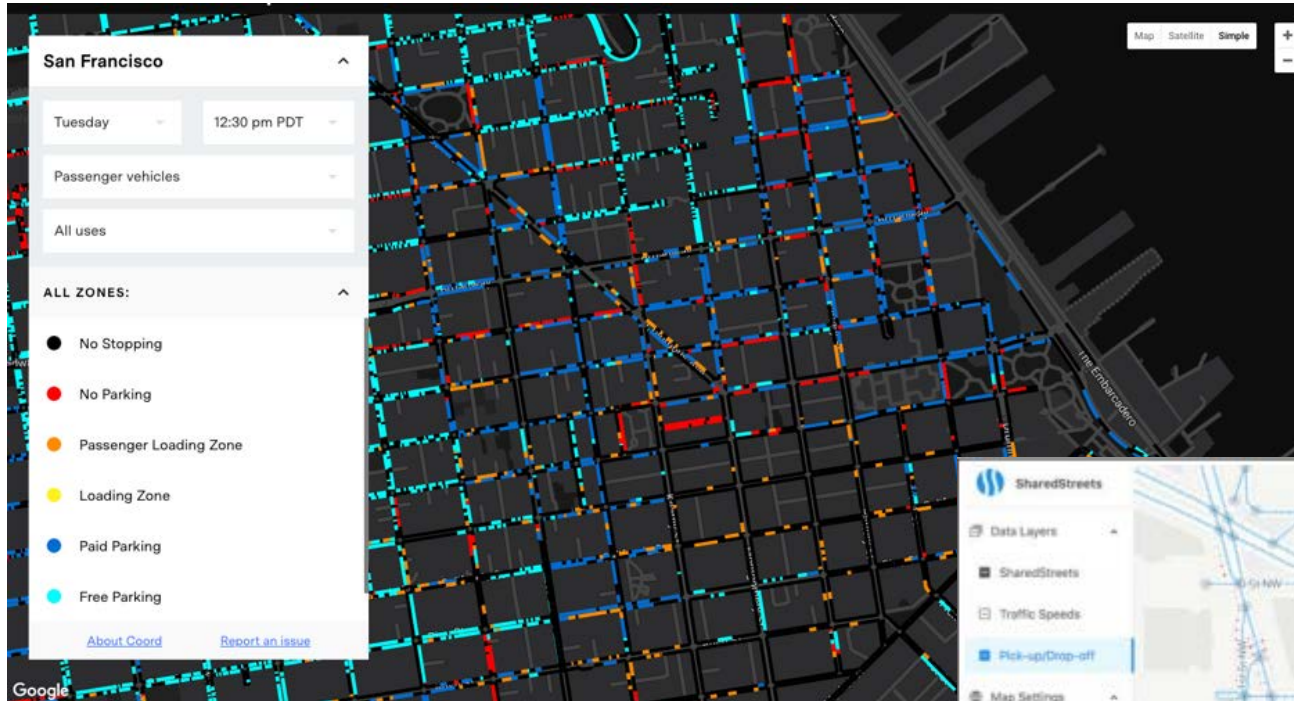 San Francisco
Tuesday
12:30 pm PDT
Passenger vehicles
All uses
ALL ZONES:
No Stopping
No Parking
Passenger Loading Zone
Loading Zone
Paid Parking
Free Parking
About Coord
Report an issue
Google
Map Satellite Simple
+
−
The Embarcadero
SharedStreets
Data Layers
SharedStreets
Traffic Speeds
Pick-up/Drop-off
Map Settings